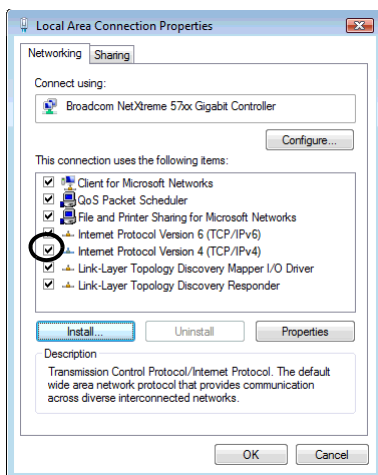 Local Area Connection Properties
Networking Sharing
Connect using:
Broadcom NetXtreme 57xx Gigabit Controller
Configure...
This connection uses the following items:
Client for Microsoft Networks
QoS Packet Scheduler
File and Printer Sharing for Microsoft Networks
Internet Protocol Version 6 (TCP/IPv6)
Internet Protocol Version 4 (TCP/IPv4)
Link-Layer Topology Discovery Mapper I/O Driver
Link-Layer Topology Discovery Responder
Install... Uninstall Properties
Description
Transmission Control Protocol/Internet Protocol. The default
wide area network protocol that provides communication
across diverse interconnected networks.
OK Cancel